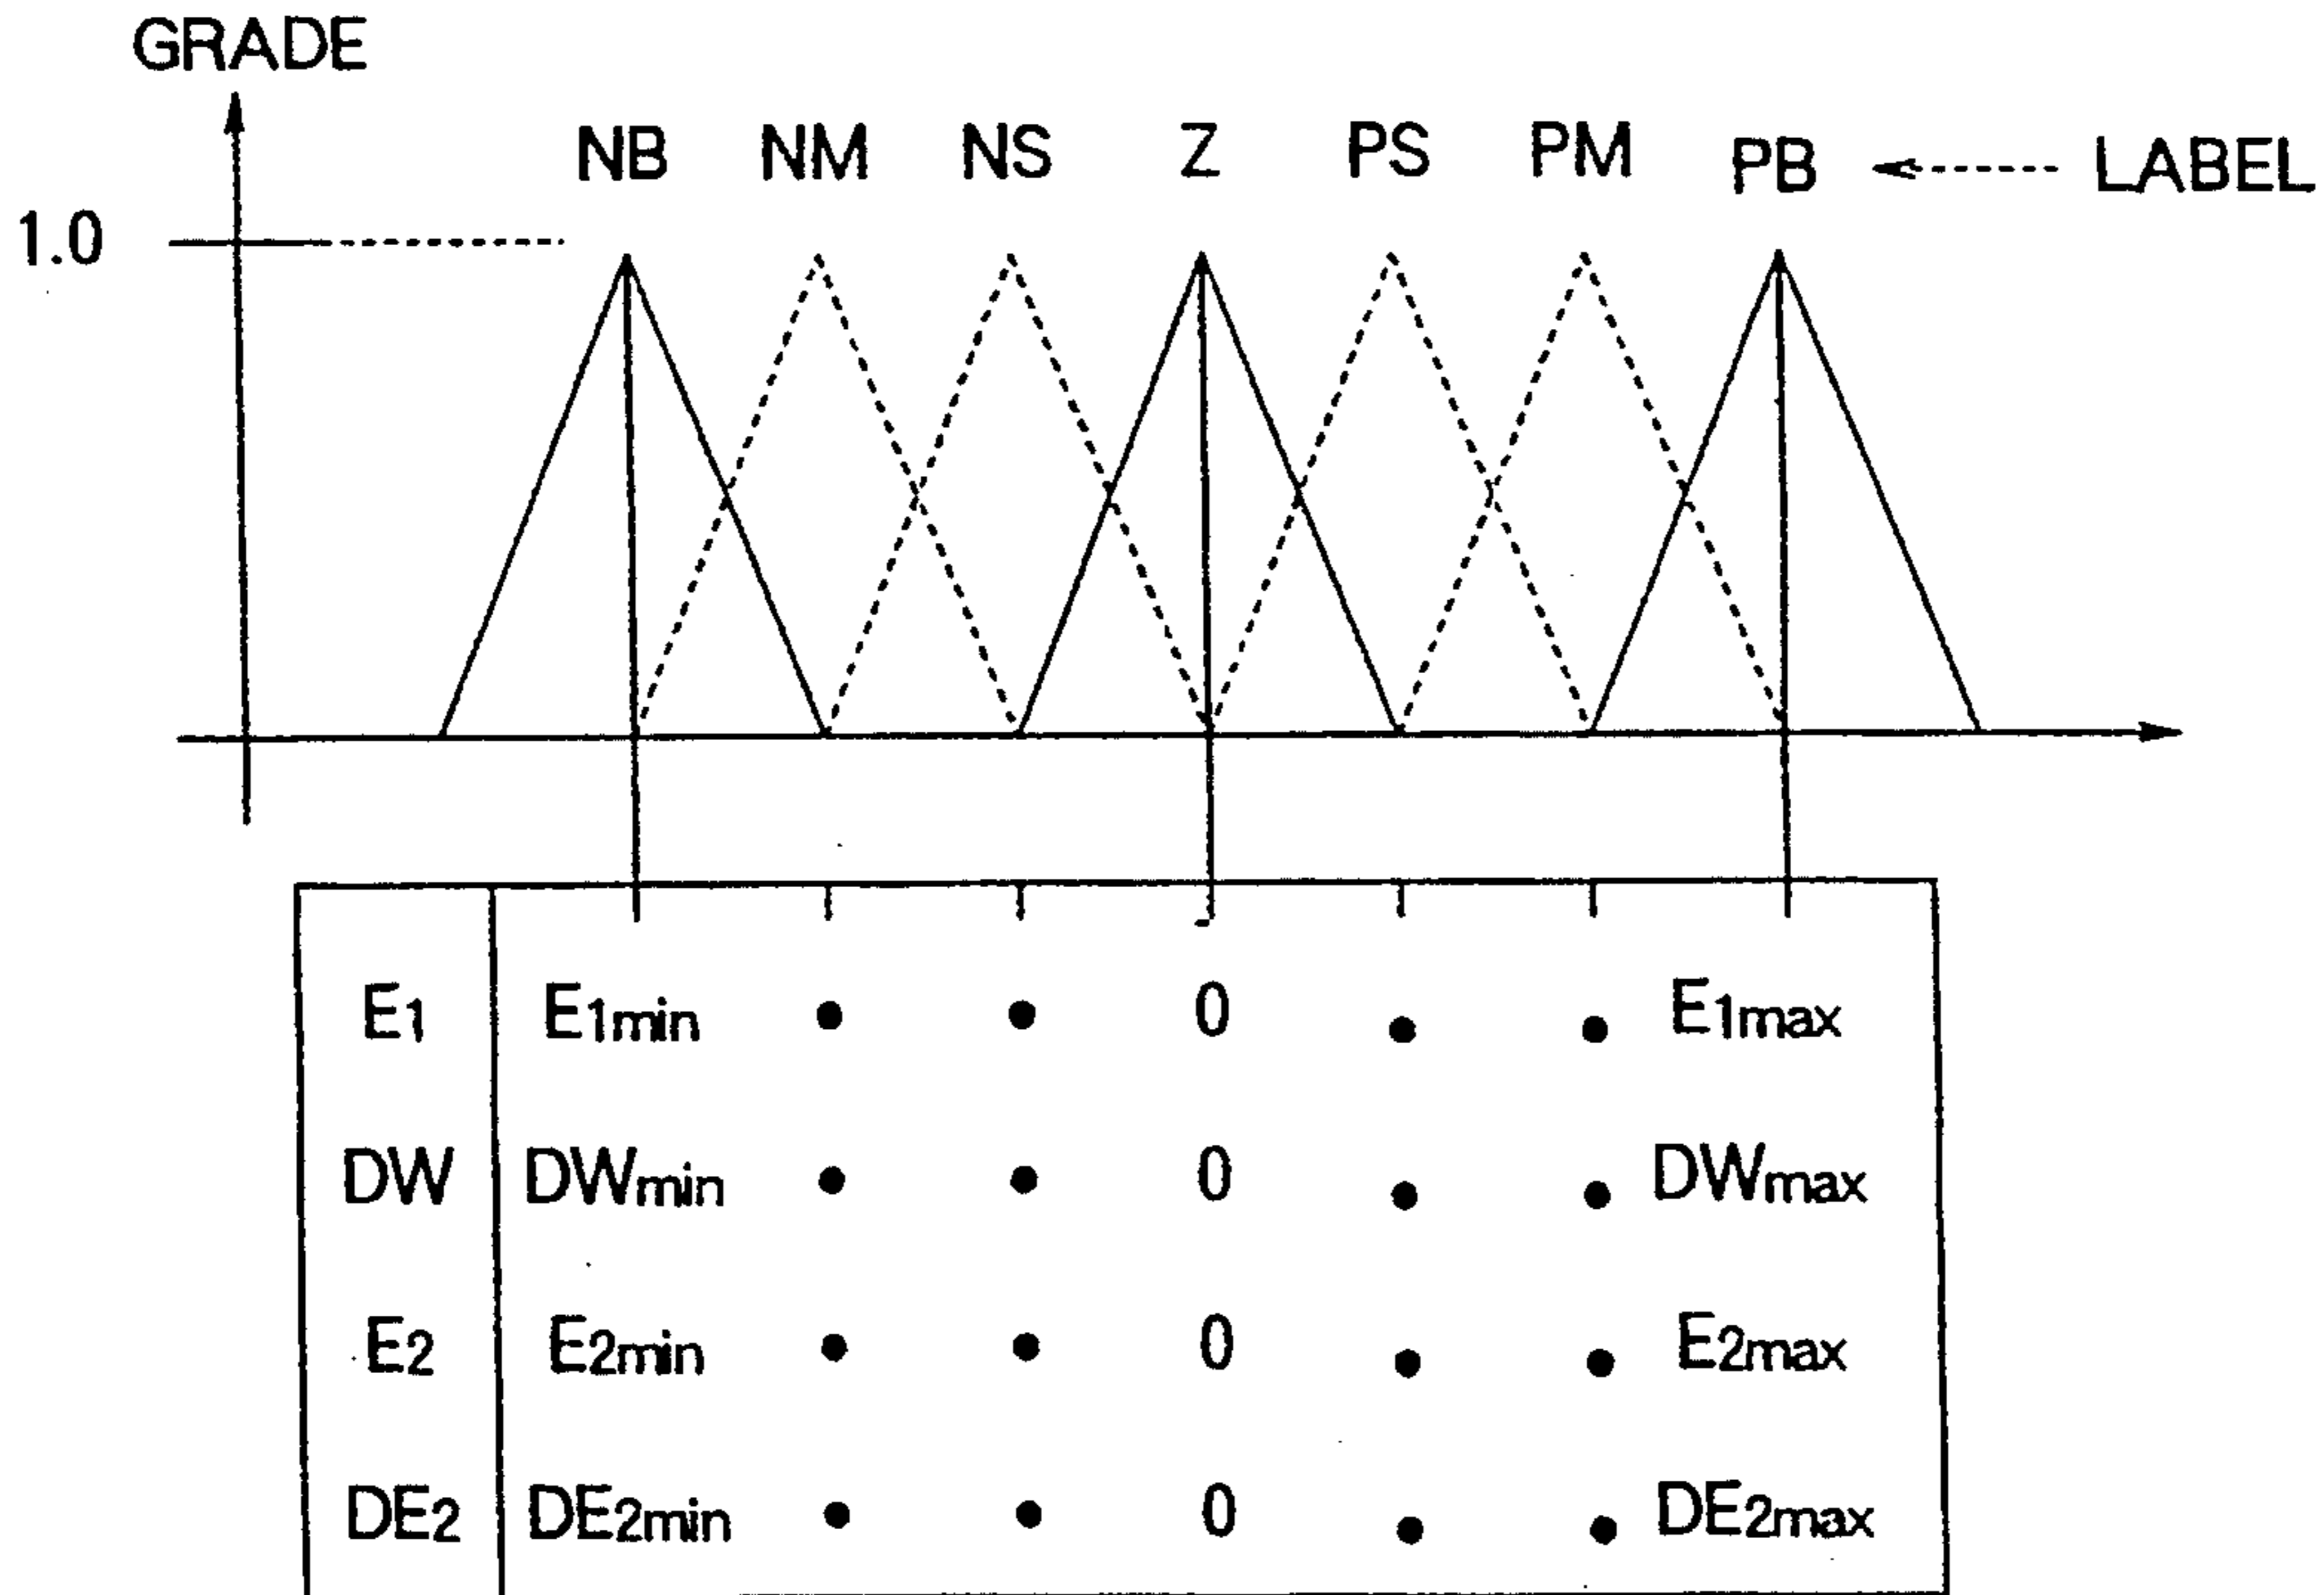 GRADE
NB NM NS Z PS PM PB LABEL
1.0
E1 E1min • • 0 • • E1max
DW DWmin • • 0 • • DWmax
E2 E2min • • 0 • • E2max
DE2 DE2min • • 0 • • DE2max